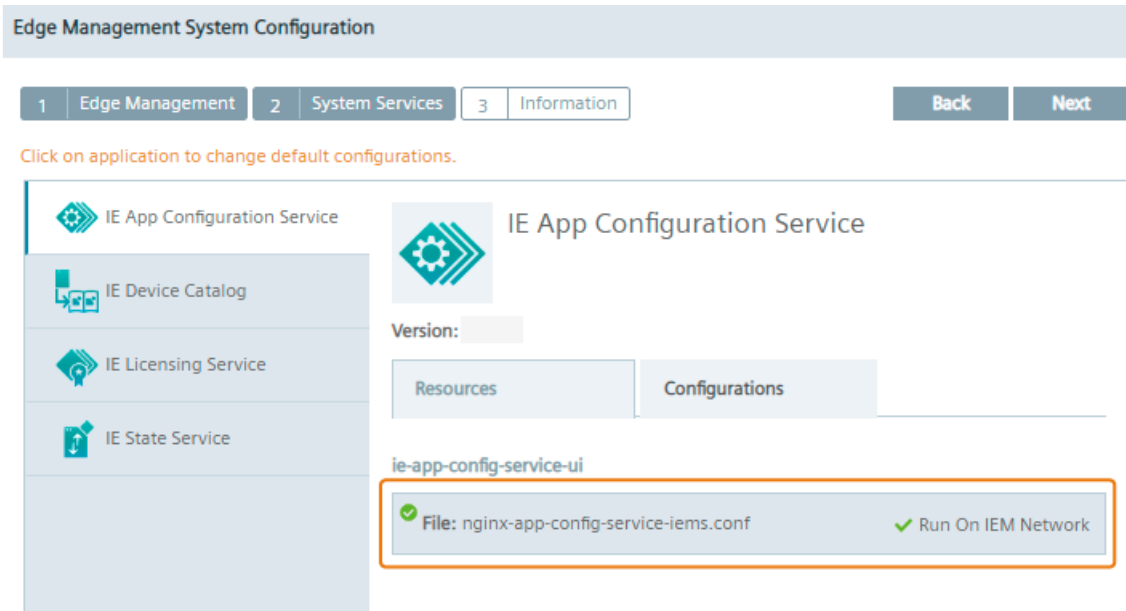 Edge Management System Configuration
1 Edge Management 2 System Services 3 Information Back Next
Click on application to change default configurations.
IE App Configuration Service
IE Device Catalog
IE Licensing Service
IE State Service
IE App Configuration Service
Version:
Resources Configurations
ie-app-config-service-ui
File: nginx-app-config-service-iems.conf Run On IEM Network